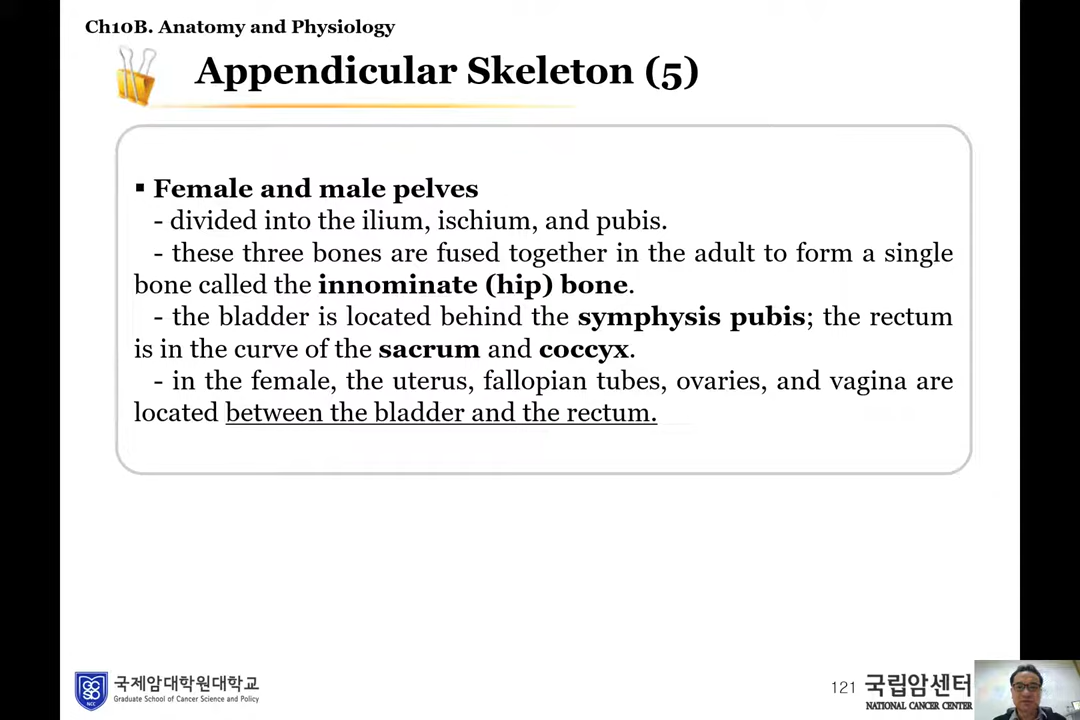 Ch10B. Anatomy and Physiology
Appendicular Skeleton (5)
▪ Female and male pelves
- divided into the ilium, ischium, and pubis.
- these three bones are fused together in the adult to form a single
bone called the innominate (hip) bone.
- the bladder is located behind the symphysis pubis; the rectum
is in the curve of the sacrum and coccyx.
- in the female, the uterus, fallopian tubes, ovaries, and vagina are
located between the bladder and the rectum.
국제암대학원대학교
Graduate School of Cancer Science and Policy
NCC
121
국립암센터
NATIONAL CANCER CENTER